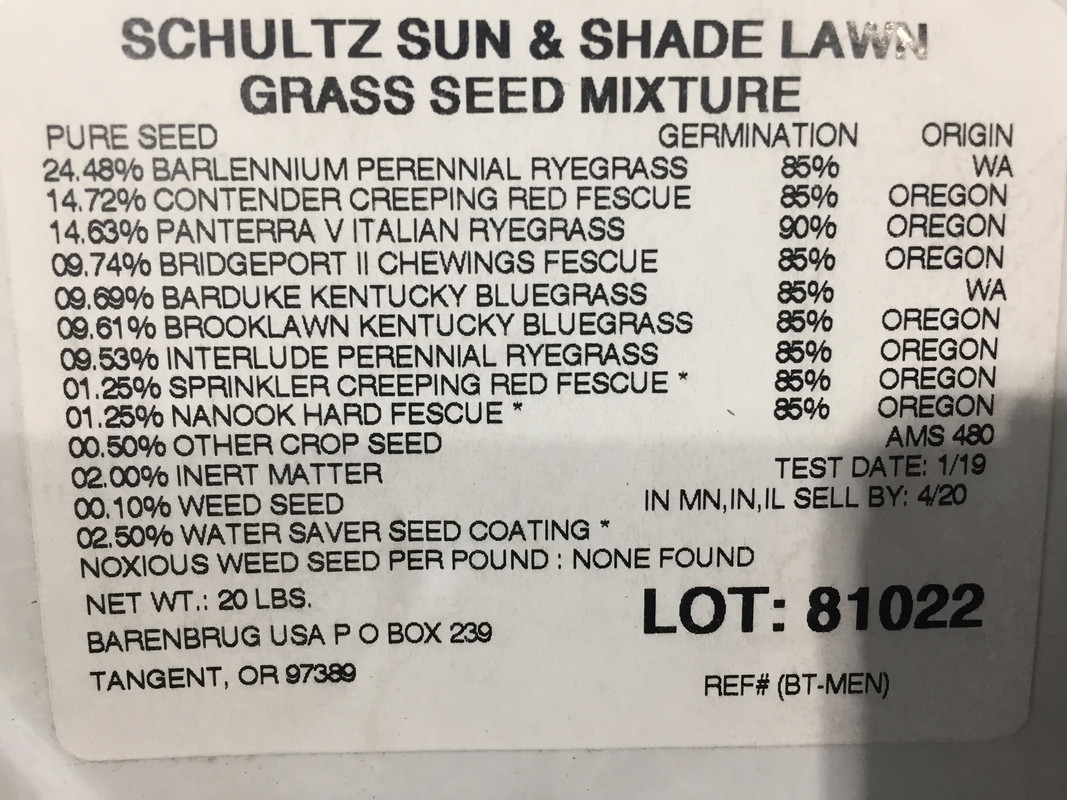 SCHULTZ SUN & SHADE LAWN
GRASS SEED MIXTURE
PURE SEED GERMINATION ORIGIN
24.48% BARLENNIUM PERENNIAL RYEGRASS 85% WA
14.72% CONTENDER CREEPING RED FESCUE 85% OREGON
14.63% PANTERRA V ITALIAN RYEGRASS 90% OREGON
09.74% BRIDGEPORT II CHEWINGS FESCUE 85% OREGON
09.69% BARDUKE KENTUCKY BLUEGRASS 85% WA
09.61% BROOKLAWN KENTUCKY BLUEGRASS 85% OREGON
09.53% INTERLUDE PERENNIAL RYEGRASS 85% OREGON
01.25% SPRINKLER CREEPING RED FESCUE * 85% OREGON
01.25% NANOOK HARD FESCUE * 85% OREGON
00.50% OTHER CROP SEED AMS 480
02.00% INERT MATTER TEST DATE: 1/19
00.10% WEED SEED IN MN,IN,IL SELL BY: 4/20
02.50% WATER SAVER SEED COATING *
NOXIOUS WEED SEED PER POUND : NONE FOUND
NET WT.: 20 LBS. LOT: 81022
BARENBRUG USA P O BOX 239
TANGENT, OR 97389 REF# (BT-MEN)